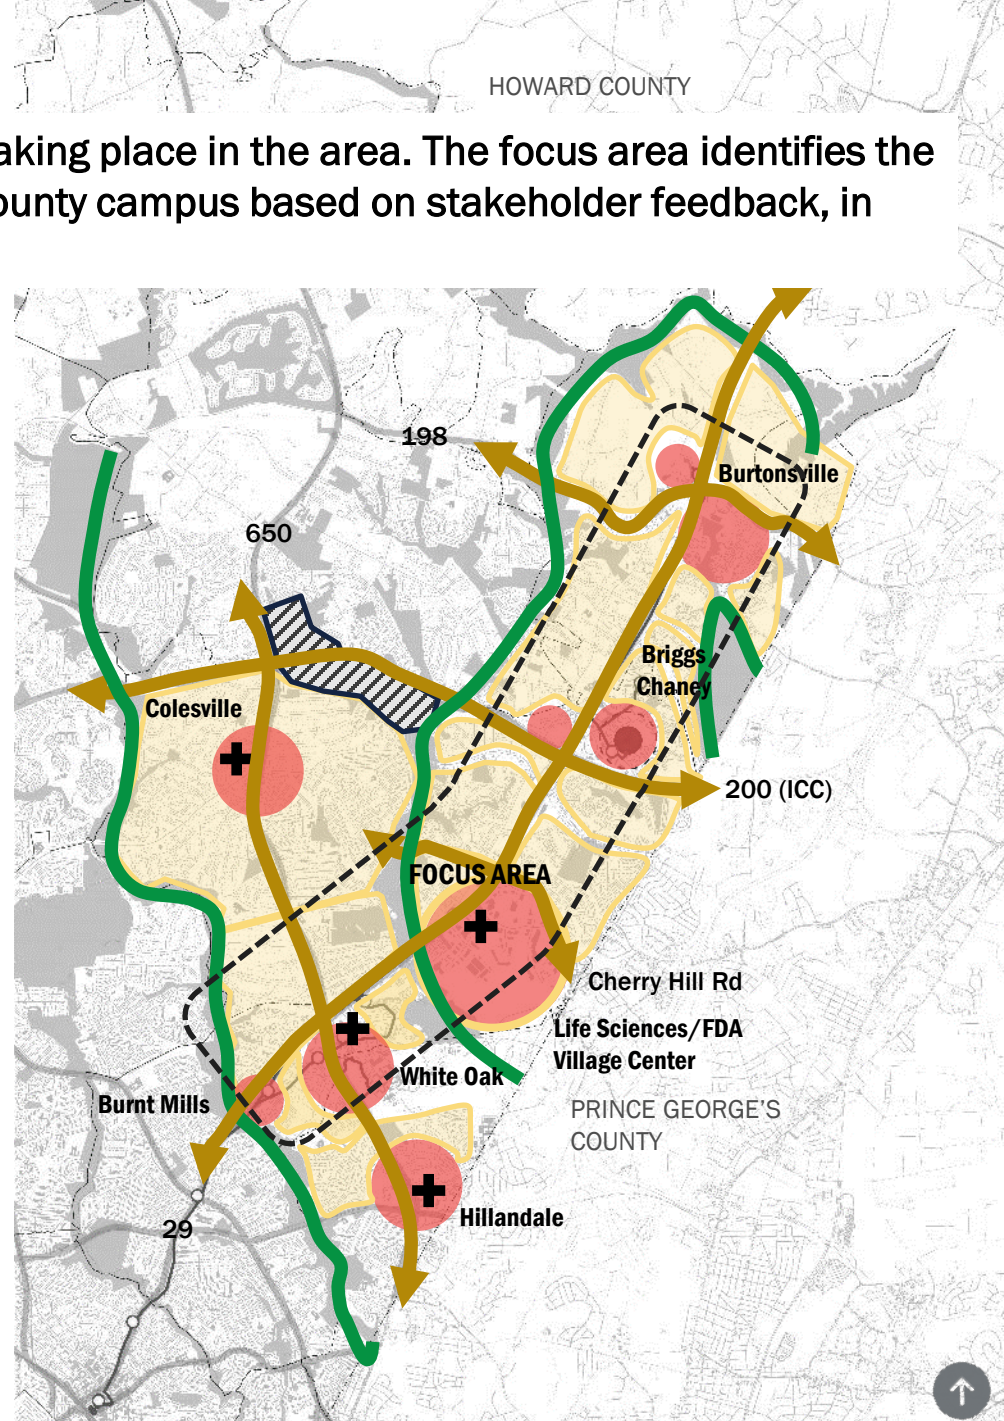 HOWARD COUNTY
aking place in the area. The focus area identifies the
ounty campus based on stakeholder feedback, in
198
Burtonsville
650
Briggs
Chaney
Colesville
200 (ICC)
FOCUS AREA
Cherry Hill Rd
Life Sciences/FDA
Village Center
White Oak
Burnt Mills
PRINCE GEORGE'S
COUNTY
Hillandale
29